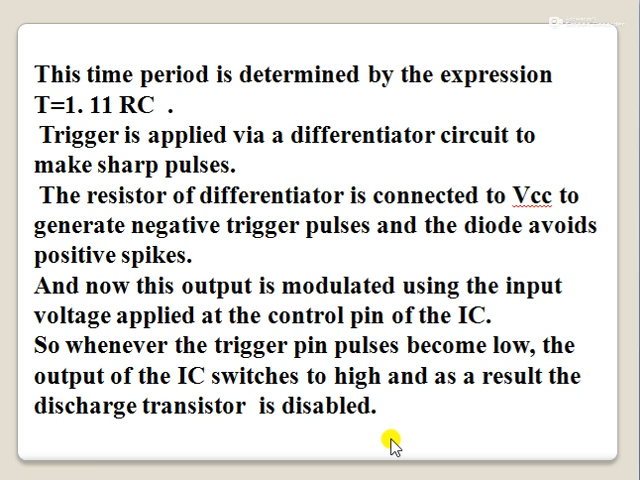 This time period is determined by the expression
T=1. 11 RC .
Trigger is applied via a differentiator circuit to
make sharp pulses.
The resistor of differentiator is connected to Vcc to
generate negative trigger pulses and the diode avoids
positive spikes.
And now this output is modulated using the input
voltage applied at the control pin of the IC.
So whenever the trigger pin pulses become low, the
output of the IC switches to high and as a result the
discharge transistor is disabled.